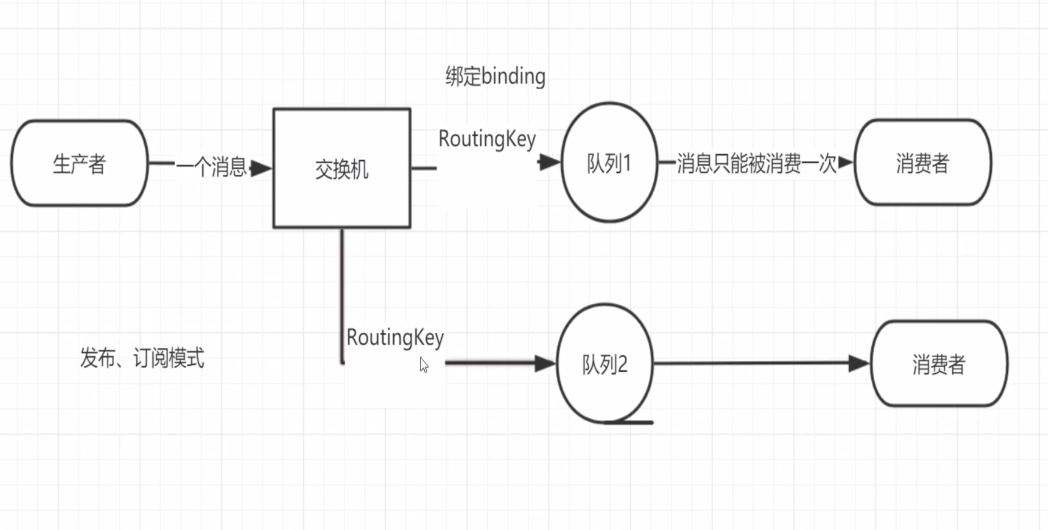 绑定binding
RoutingKey
生产者
一个消息
交换机
队列1
消息只能被消费一次
消费者
RoutingKey
发布、订阅模式
队列2
消费者